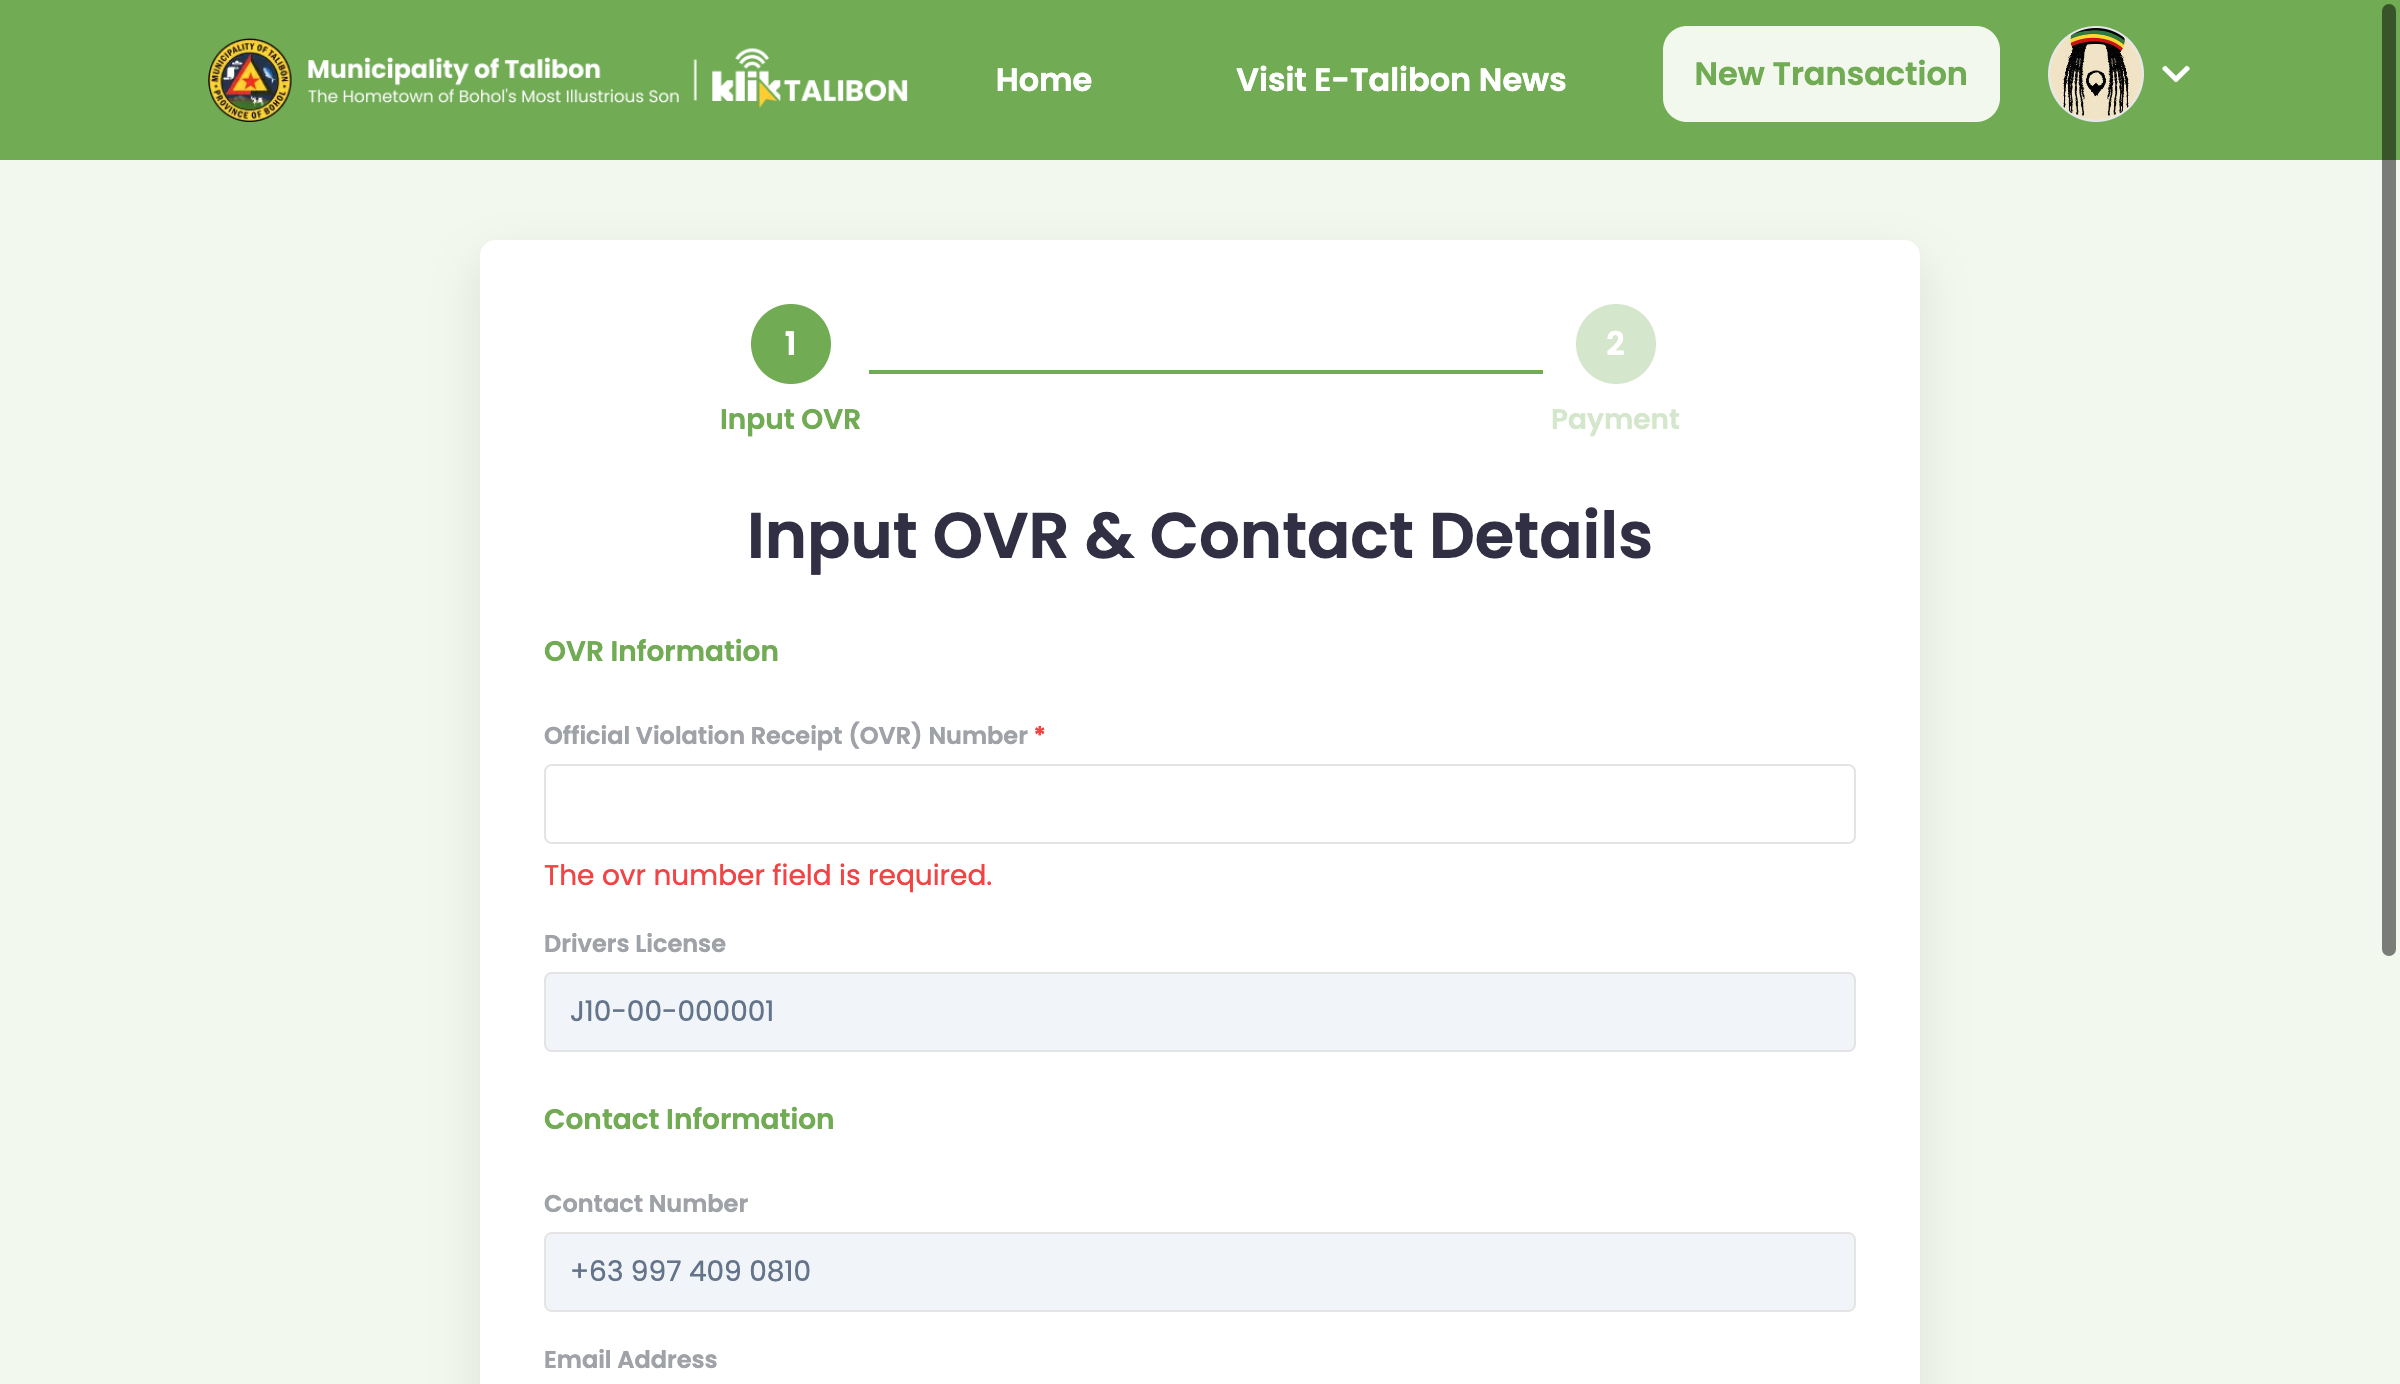 MUNICIPALITY OF TALIBON
PROVINCE OF BOHOL
Municipality of Talibon
The Hometown of Bohol's Most Illustrious Son
klik TALIBON
Home
Visit E-Talibon News
New Transaction
1
2
Input OVR
Payment
Input OVR & Contact Details
OVR Information
Official Violation Receipt (OVR) Number *
The ovr number field is required.
Drivers License
J10-00-000001
Contact Information
Contact Number
+63 997 409 0810
Email Address